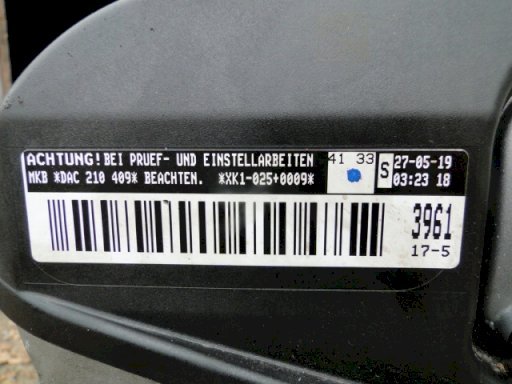 ACHTUNG! BEI PRUEF- UND EINSTELLARBEITEN 41 33 S 27-05-19
MKB *DAC 210 409* BEACHTEN. *XK1-025+0009* 03:23 18
3961
17-5